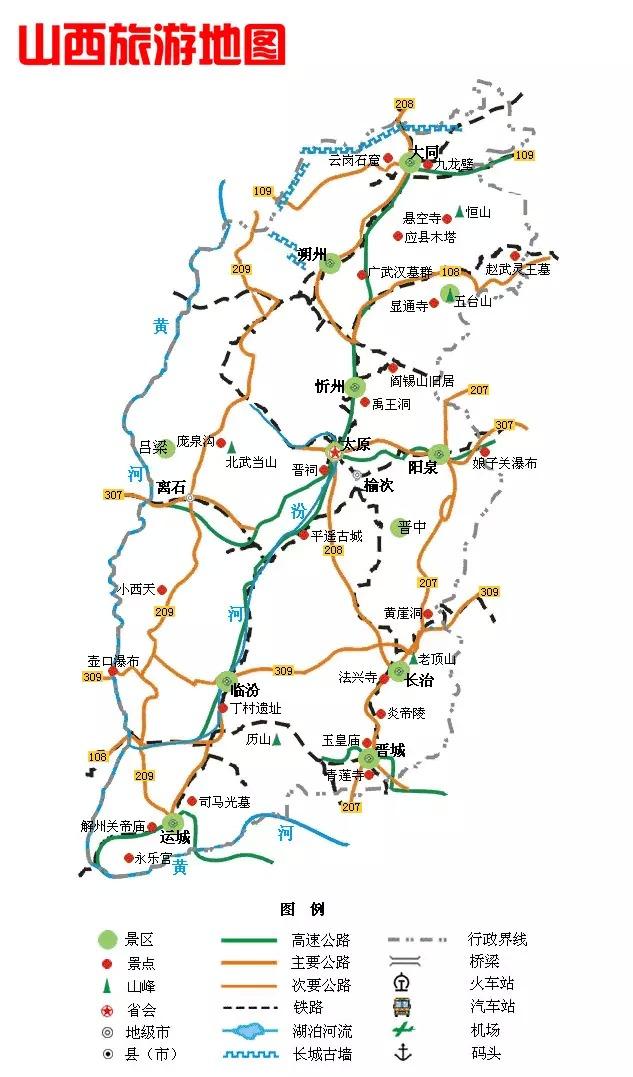 山西旅游地图
208
云岗石窟
大同
九龙壁
109
109
悬空寺
恒山
应县木塔
朔州
209
广武汉墓群
108
赵武灵王墓
显通寺
五台山
黄
阎锡山旧居
忻州
禹王洞
207
307
吕梁
庞泉沟
太原
北武当山
晋祠
阳泉
娘子关瀑布
河
离石
榆次
307
汾
晋中
平遥古城
208
小西天
207
309
209
河
黄崖洞
壶口瀑布
老顶山
309
309
法兴寺
长治
临汾
丁村遗址
炎帝陵
历山
玉皇庙
108
晋城
209
青莲寺
司马光墓
207
解州关帝庙
运城
河
永乐宫
黄
图 例
景区
高速公路
行政界线
景点
主要公路
桥梁
山峰
次要公路
火车站
省会
铁路
汽车站
地级市
湖泊河流
机场
县（市）
长城古墙
码头